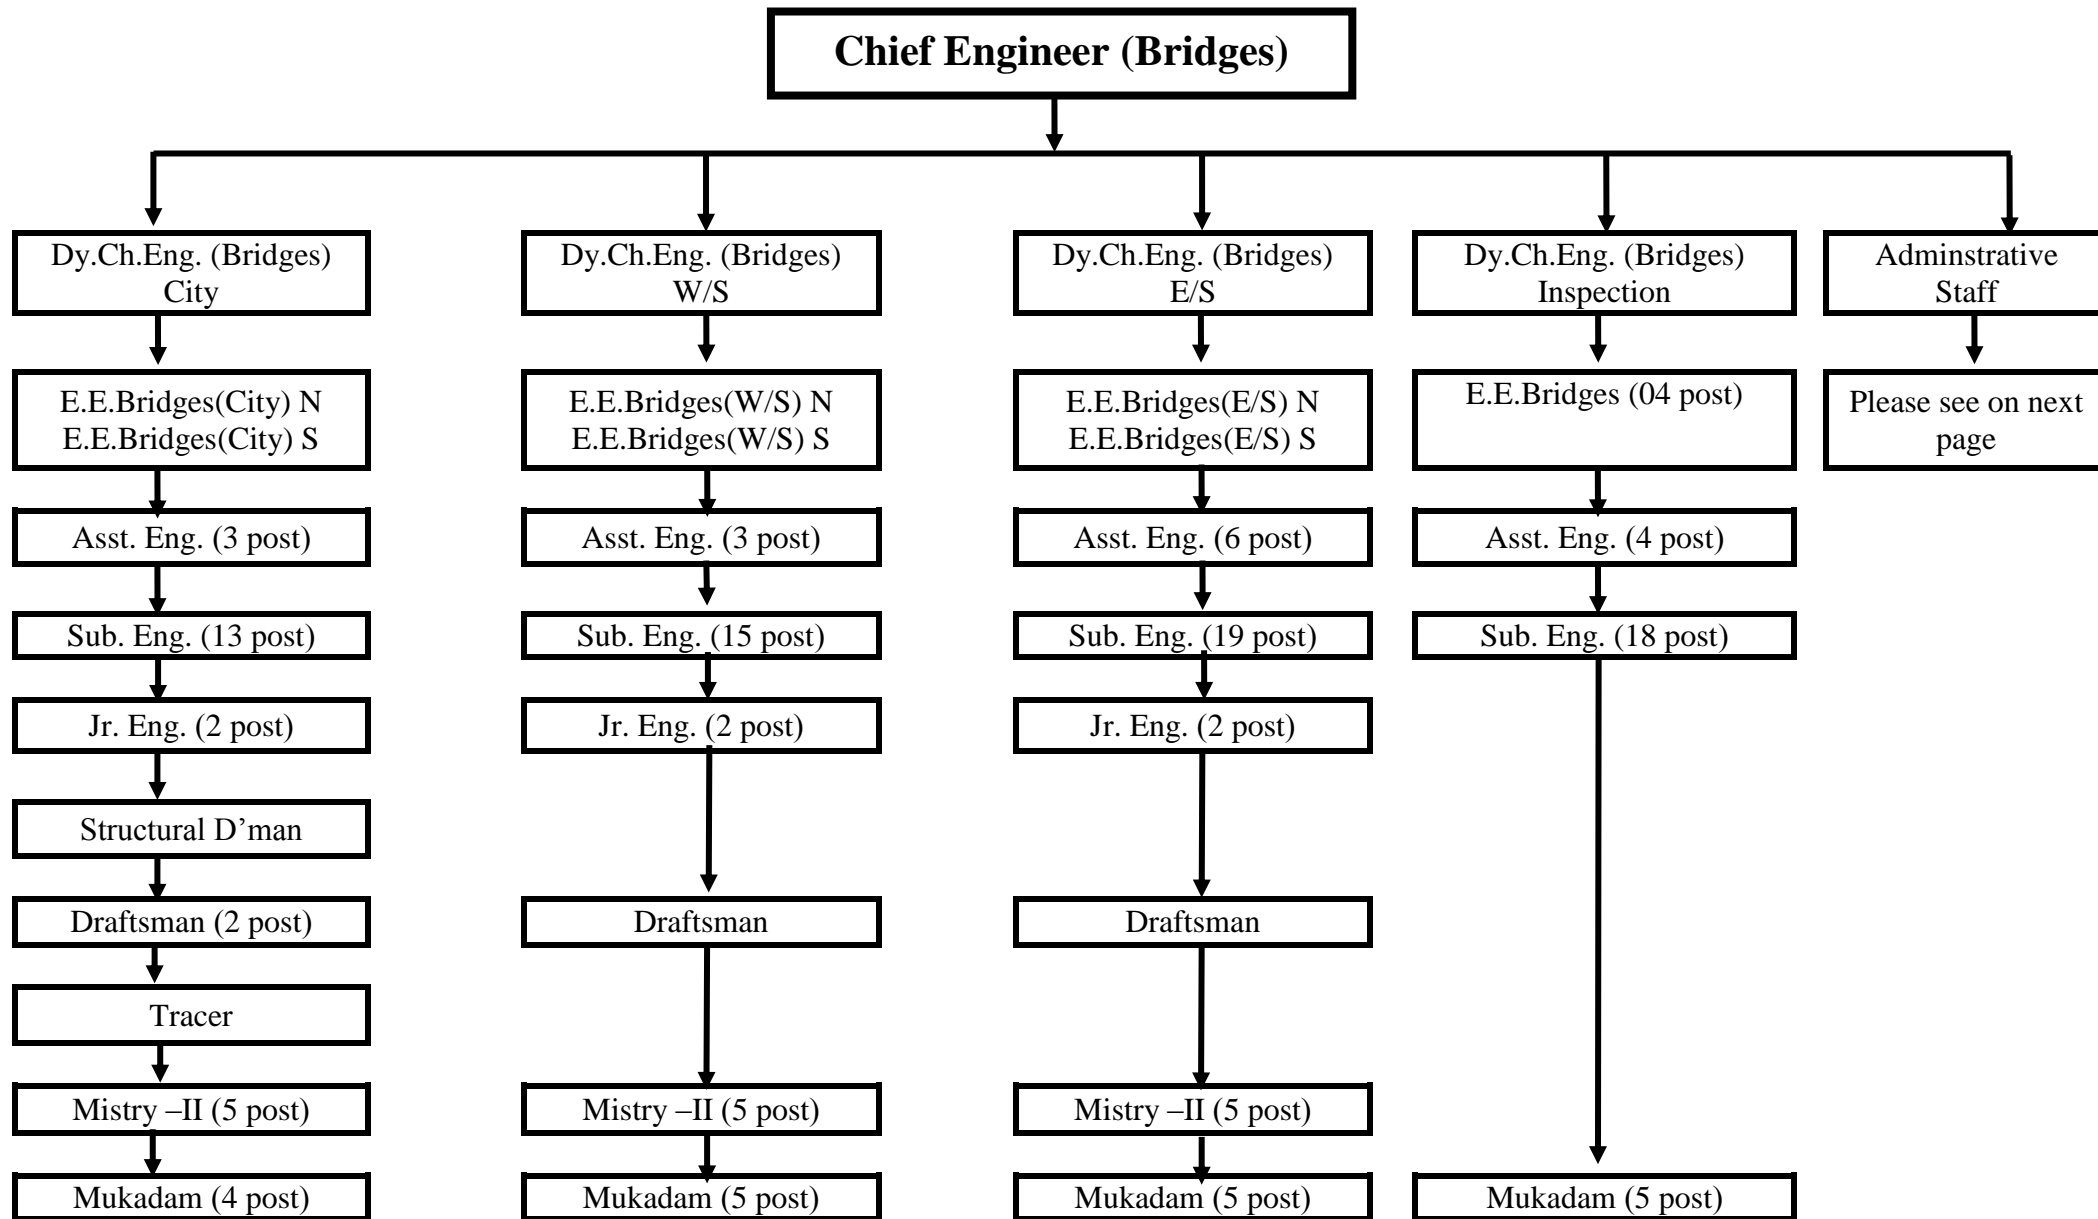 Chief Engineer (Bridges)
Dy.Ch.Eng. (Bridges)
City
Dy.Ch.Eng. (Bridges)
W/S
Dy.Ch.Eng. (Bridges)
E/S
Dy.Ch.Eng. (Bridges)
Inspection
Adminstrative
Staff
E.E.Bridges(City) N
E.E.Bridges(City) S
E.E.Bridges(W/S) N
E.E.Bridges(W/S) S
E.E.Bridges(E/S) N
E.E.Bridges(E/S) S
E.E.Bridges (04 post)
Please see on next
page
Asst. Eng. (3 post)
Asst. Eng. (3 post)
Asst. Eng. (6 post)
Asst. Eng. (4 post)
Sub. Eng. (13 post)
Sub. Eng. (15 post)
Sub. Eng. (19 post)
Sub. Eng. (18 post)
Jr. Eng. (2 post)
Jr. Eng. (2 post)
Jr. Eng. (2 post)
Structural D’man
Draftsman (2 post)
Draftsman
Draftsman
Tracer
Mistry –II (5 post)
Mistry –II (5 post)
Mistry –II (5 post)
Mukadam (4 post)
Mukadam (5 post)
Mukadam (5 post)
Mukadam (5 post)